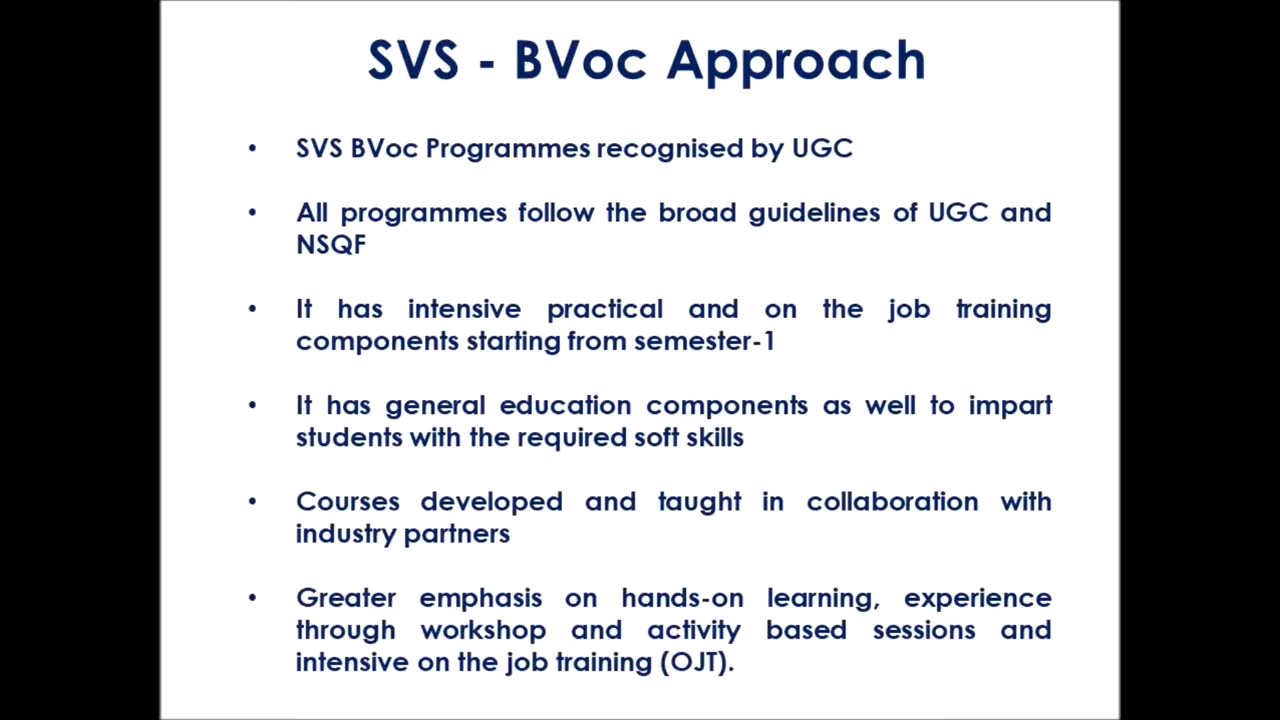 SVS - BVoc Approach
• SVS BVoc Programmes recognised by UGC
• All programmes follow the broad guidelines of UGC and
NSQF
• It has intensive practical and on the job training
components starting from semester-1
• It has general education components as well to impart
students with the required soft skills
• Courses developed and taught in collaboration with
industry partners
• Greater emphasis on hands-on learning, experience
through workshop and activity based sessions and
intensive on the job training (OJT).